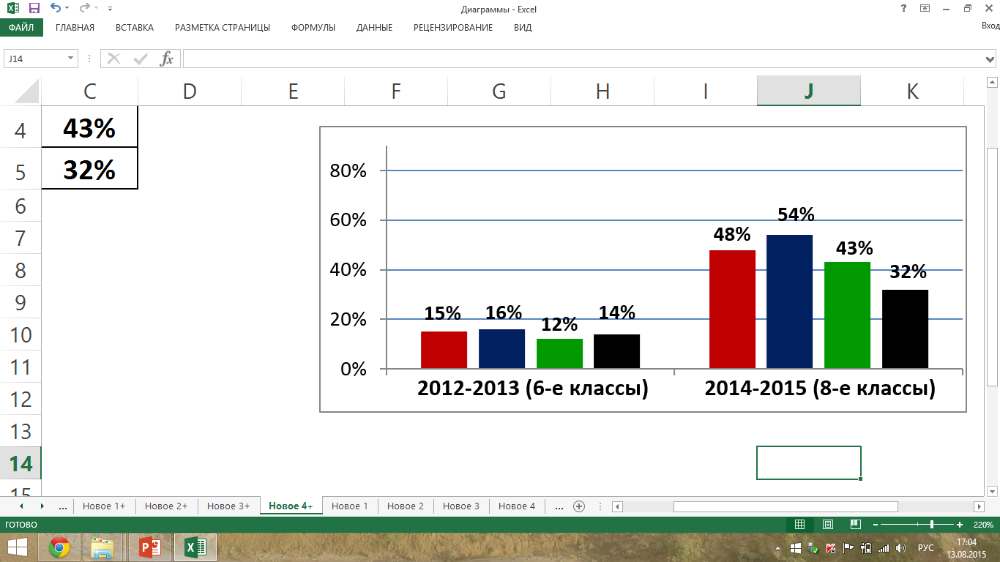 Диаграммы - Excel
?
ФАЙЛ ГЛАВНАЯ ВСТАВКА РАЗМЕТКА СТРАНИЦЫ ФОРМУЛЫ ДАННЫЕ РЕЦЕНЗИРОВАНИЕ ВИД Вход
J14 fx
C D E F G H I J K
4 43%
5 32%
6
7
8
9
10
11
12
13
14
15
80%
60%
40%
20%
0%
15% 16% 12% 14% 48% 54% 43% 32%
2012-2013 (6-е классы) 2014-2015 (8-е классы)
... Новое 1+ Новое 2+ Новое 3+ Новое 4+ Новое 1 Новое 2 Новое 3 Новое 4 ...
ГОТОВО 220%
РУС 17:04
13.08.2015